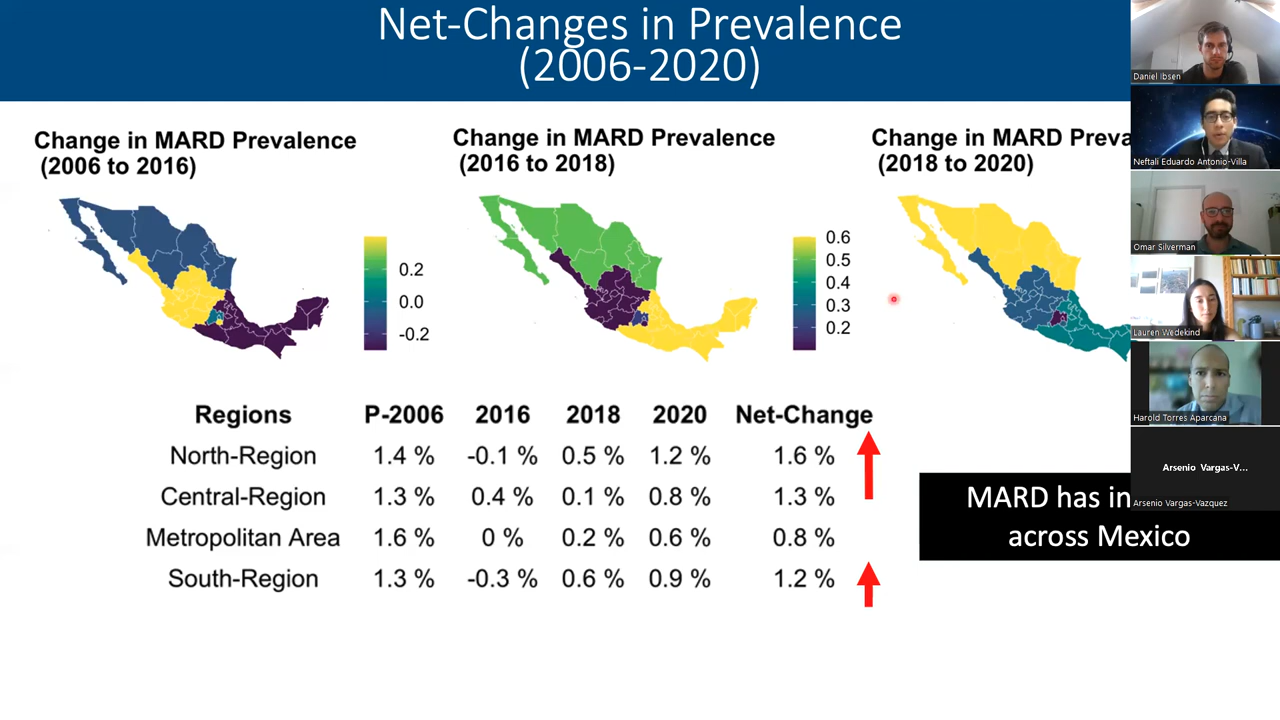 Net-Changes in Prevalence
(2006-2020)
Change in MARD Prevalence
(2006 to 2016)
0.2
0.0
-0.2
Change in MARD Prevalence
(2016 to 2018)
0.6
0.5
0.4
0.3
0.2
Change in MARD Preva
(2018 to 2020)
Regions P-2006 2016 2018 2020 Net-Change
North-Region 1.4 % -0.1 % 0.5 % 1.2 % 1.6 %
Central-Region 1.3 % 0.4 % 0.1 % 0.8 % 1.3 %
Metropolitan Area 1.6 % 0 % 0.2 % 0.6 % 0.8 %
South-Region 1.3 % -0.3 % 0.6 % 0.9 % 1.2 %
MARD has in
across Mexico
Daniel Ibsen
Neftali Eduardo Antonio-Villa
Omar Silverman
Lauren Wedekind
Harold Torres Aparcana
Arsenio Vargas-V...
Arsenio Vargas-Vazquez